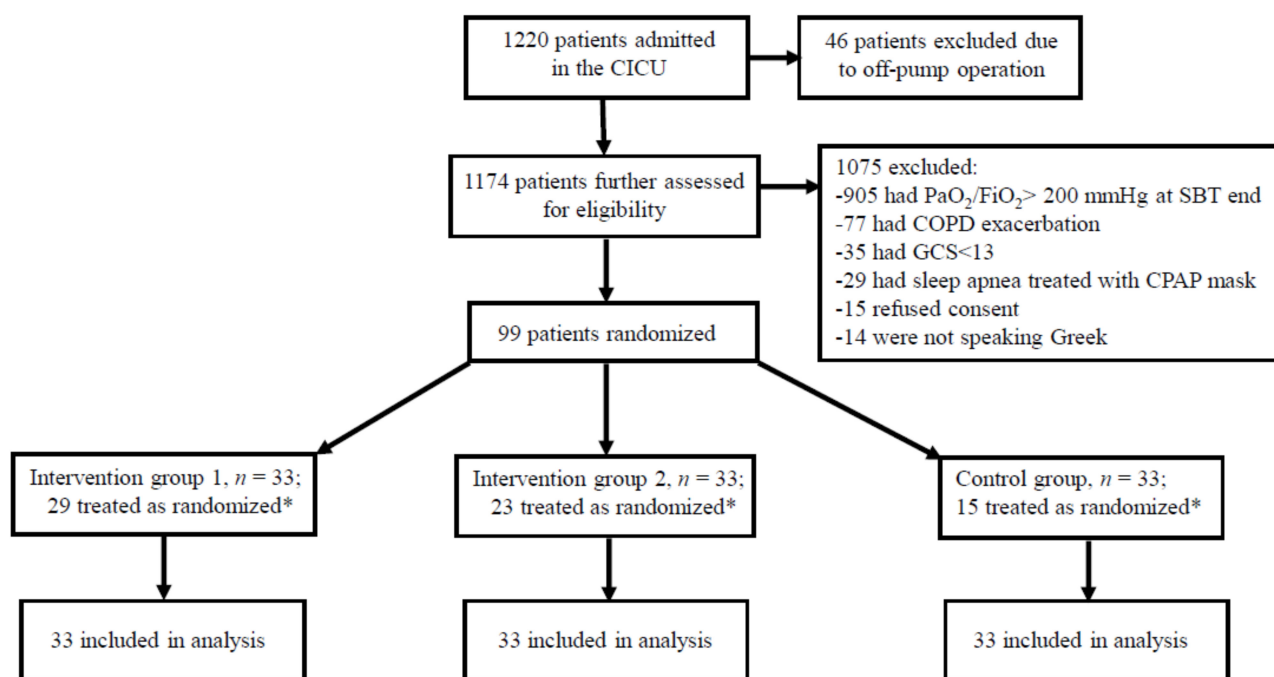 1220 patients admitted
in the CICU
46 patients excluded due
to off-pump operation
1174 patients further assessed
for eligibility
1075 excluded:
-905 had PaO₂/FiO₂> 200 mmHg at SBT end
-77 had COPD exacerbation
-35 had GCS<13
-29 had sleep apnea treated with CPAP mask
-15 refused consent
-14 were not speaking Greek
99 patients randomized
Intervention group 1, n = 33;
29 treated as randomized*
Intervention group 2, n = 33;
23 treated as randomized*
Control group, n = 33;
15 treated as randomized*
33 included in analysis
33 included in analysis
33 included in analysis